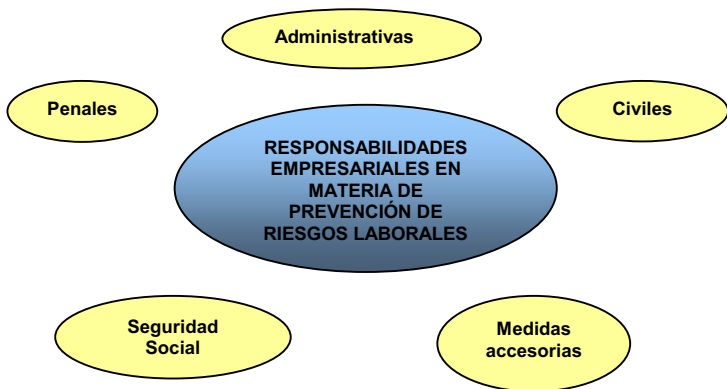 Administrativas
Penales
Civiles
RESPONSABILIDADES
EMPRESARIALES EN
MATERIA DE
PREVENCIÓN DE
RIESGOS LABORALES
Seguridad
Social
Medidas
accesorias